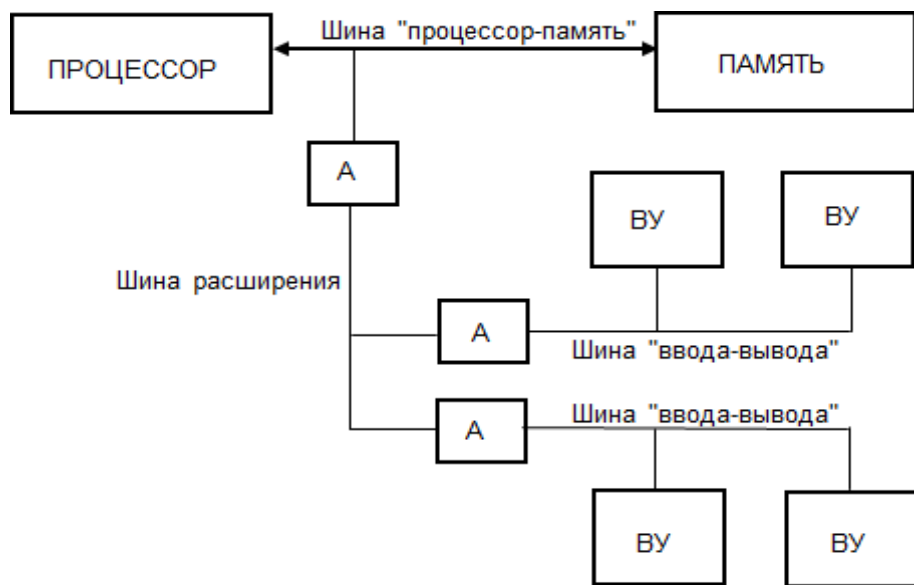 Шина "процессор-память"
ПРОЦЕССОР
ПАМЯТЬ
А
ВУ
ВУ
Шина расширения
А
Шина "ввода-вывода"
Шина "ввода-вывода"
А
ВУ
ВУ